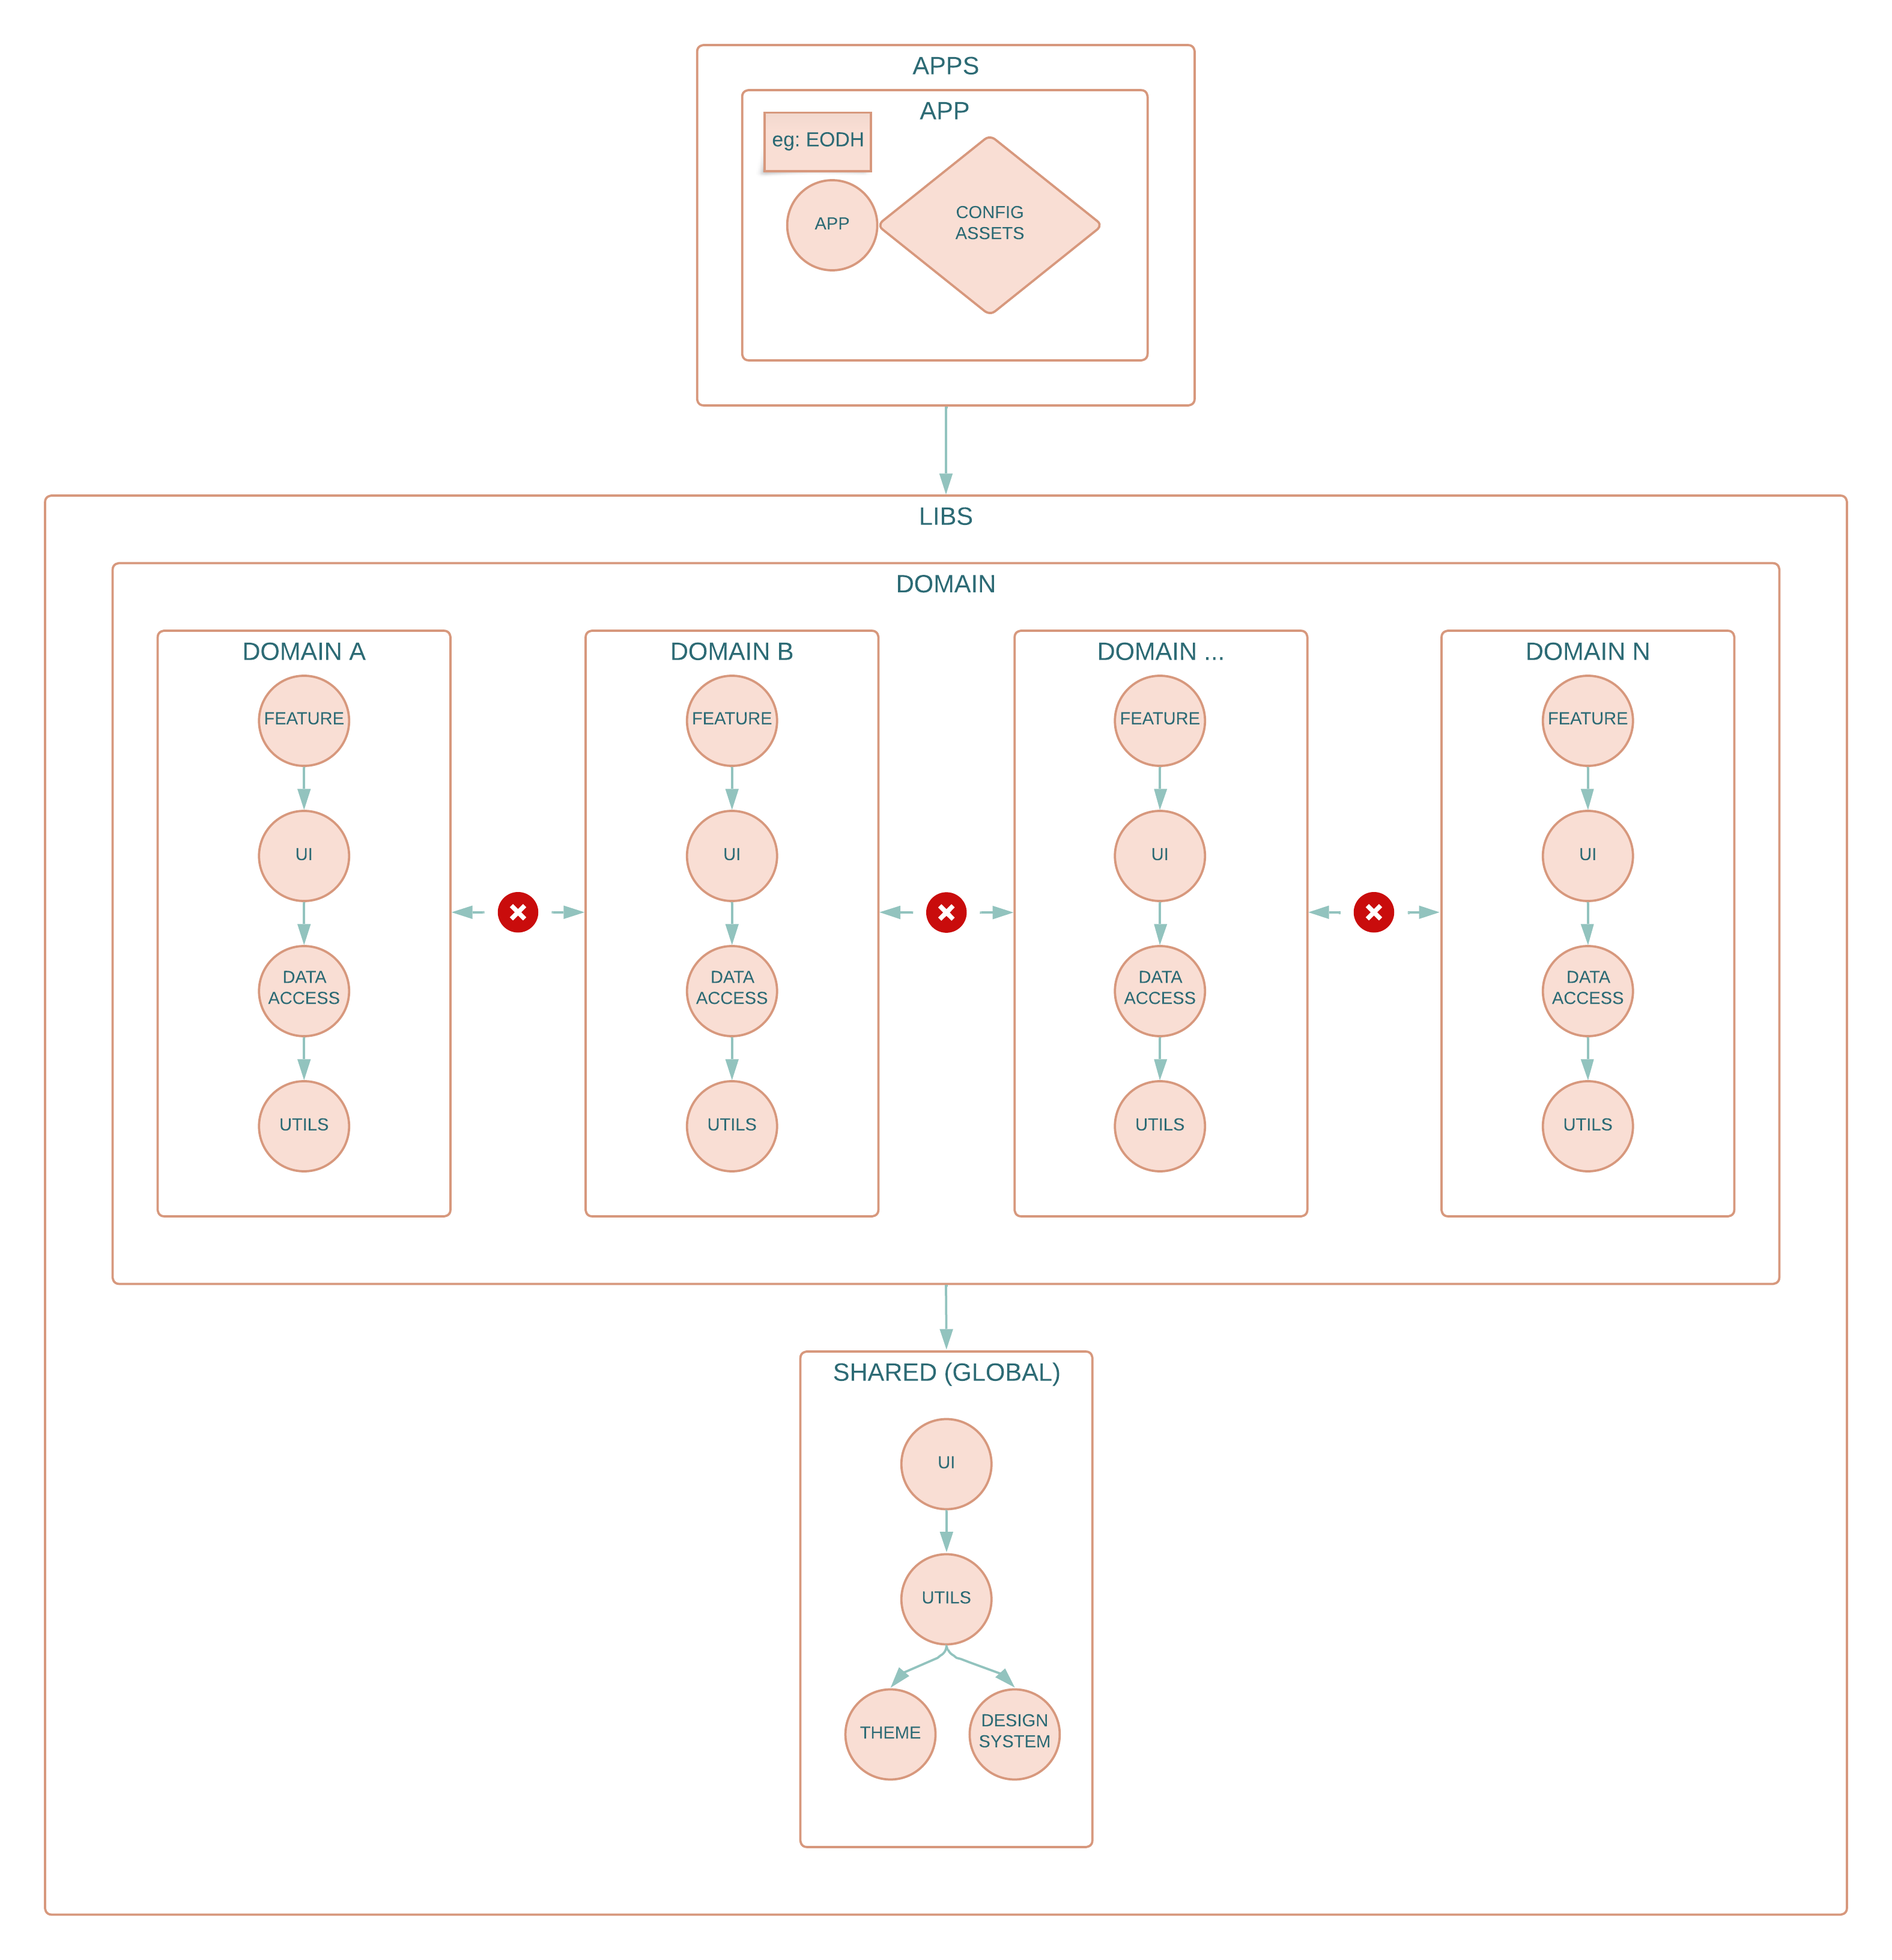 APPS
APP
eg: EODH
APP
CONFIG
ASSETS
LIBS
DOMAIN
DOMAIN A
FEATURE
UI
DATA
ACCESS
UTILS
DOMAIN B
FEATURE
UI
DATA
ACCESS
UTILS
DOMAIN ...
FEATURE
UI
DATA
ACCESS
UTILS
DOMAIN N
FEATURE
UI
DATA
ACCESS
UTILS
SHARED (GLOBAL)
UI
UTILS
THEME
DESIGN
SYSTEM